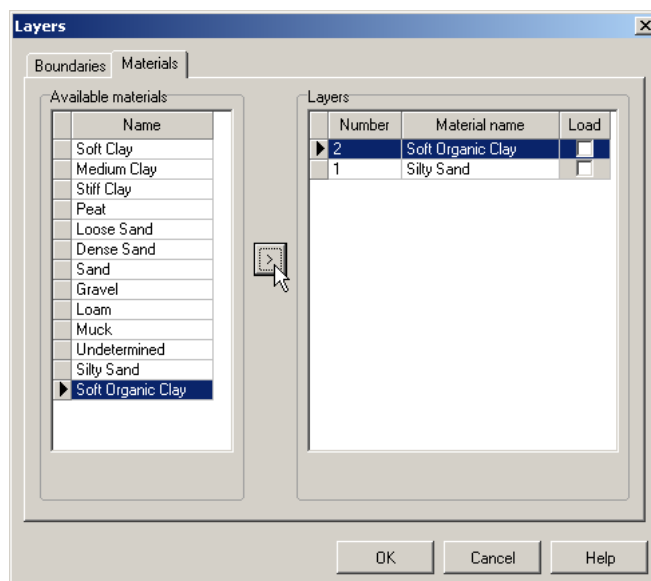 Layers
Boundaries Materials
Available materials
Name
Soft Clay
Medium Clay
Stiff Clay
Peat
Loose Sand
Dense Sand
Sand
Gravel
Loam
Muck
Undetermined
Silty Sand
Soft Organic Clay
>
Layers
Number Material name Load
2 Soft Organic Clay
1 Silty Sand
OK Cancel Help